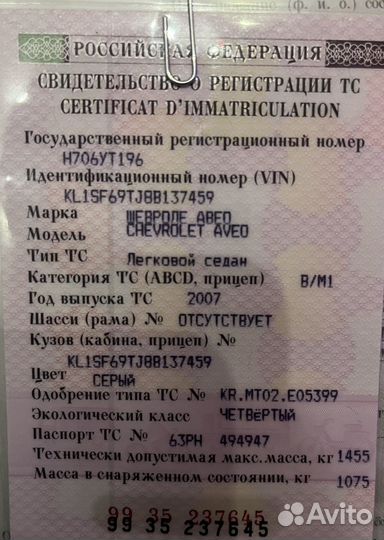 (ф. и. о.)
РОССИЙСКАЯ ФЕДЕРАЦИЯ
СВИДЕТЕЛЬСТВО О РЕГИСТРАЦИИ ТС
CERTIFICAT D'IMMATRICULATION
Государственный регистрационный номер
Н706УТ196
Идентификационный номер (VIN)
KL1SF69TJ8B137459
Марка ШЕВРОЛЕ АВЕО
Модель CHEVROLET AVEO
Тип ТС Легковой седан
Категория ТС (ABCD, прицеп) B/M1
Год выпуска ТС 2007
Шасси (рама) № ОТСУТСТВУЕТ
Кузов (кабина, прицеп) №
KL1SF69TJ8B137459
Цвет СЕРЫЙ
Одобрение типа ТС № KR.MT02.E05399
Экологический класс ЧЕТВЁРТЫЙ
Паспорт ТС № 63РН 494947
Технически допустимая макс. масса, кг 1455
Масса в снаряженном состоянии, кг 1075
99 35 237645
99 35 237645
Avito